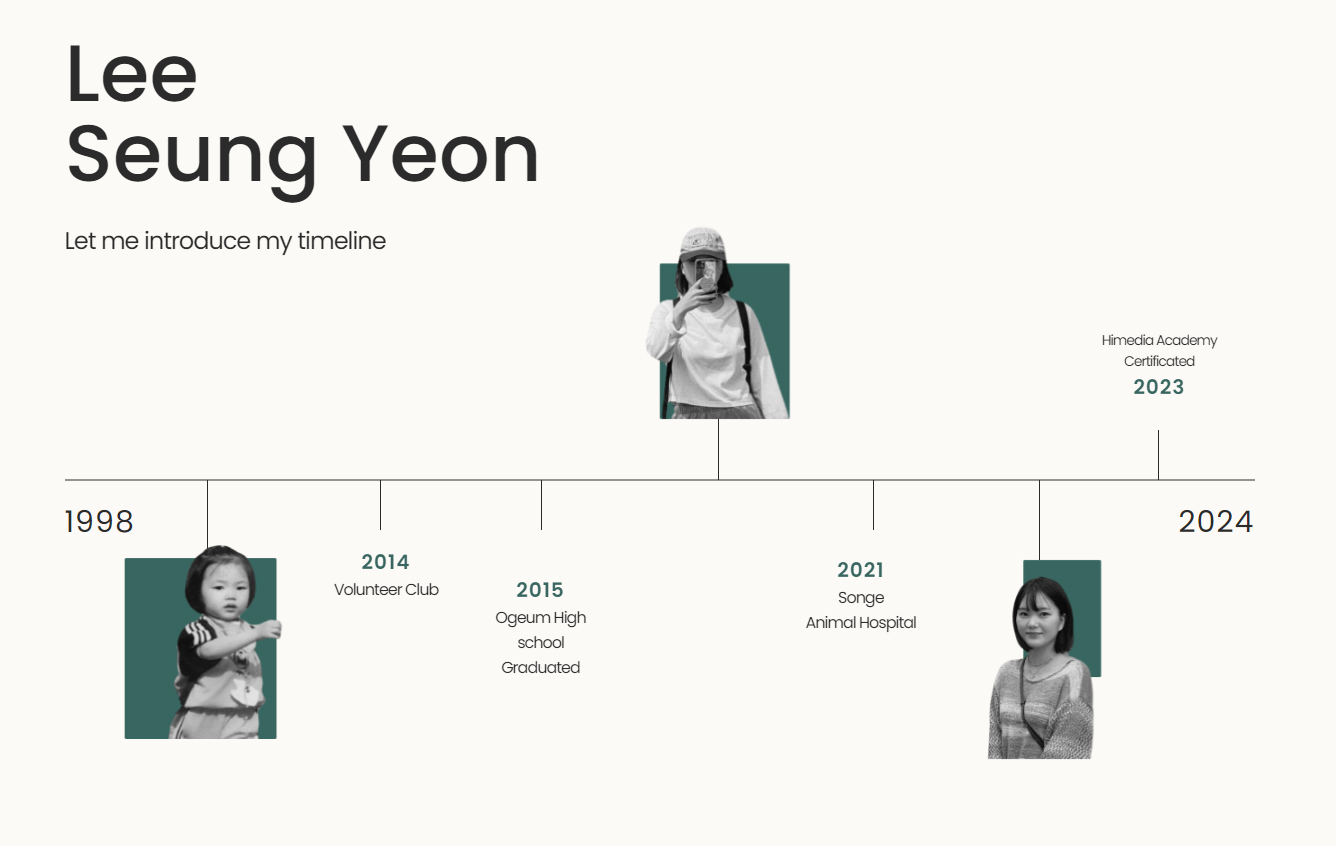 Lee
Seung Yeon
Let me introduce my timeline
Himedia Academy
Certificated
2023
1998
2024
2014
Volunteer Club
2015
Ogeum High
school
Graduated
2021
Songe
Animal Hospital